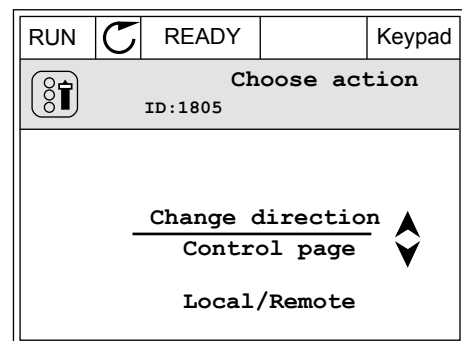 RUN READY Keypad
Choose action
ID:1805
Change direction
Control page
Local/Remote